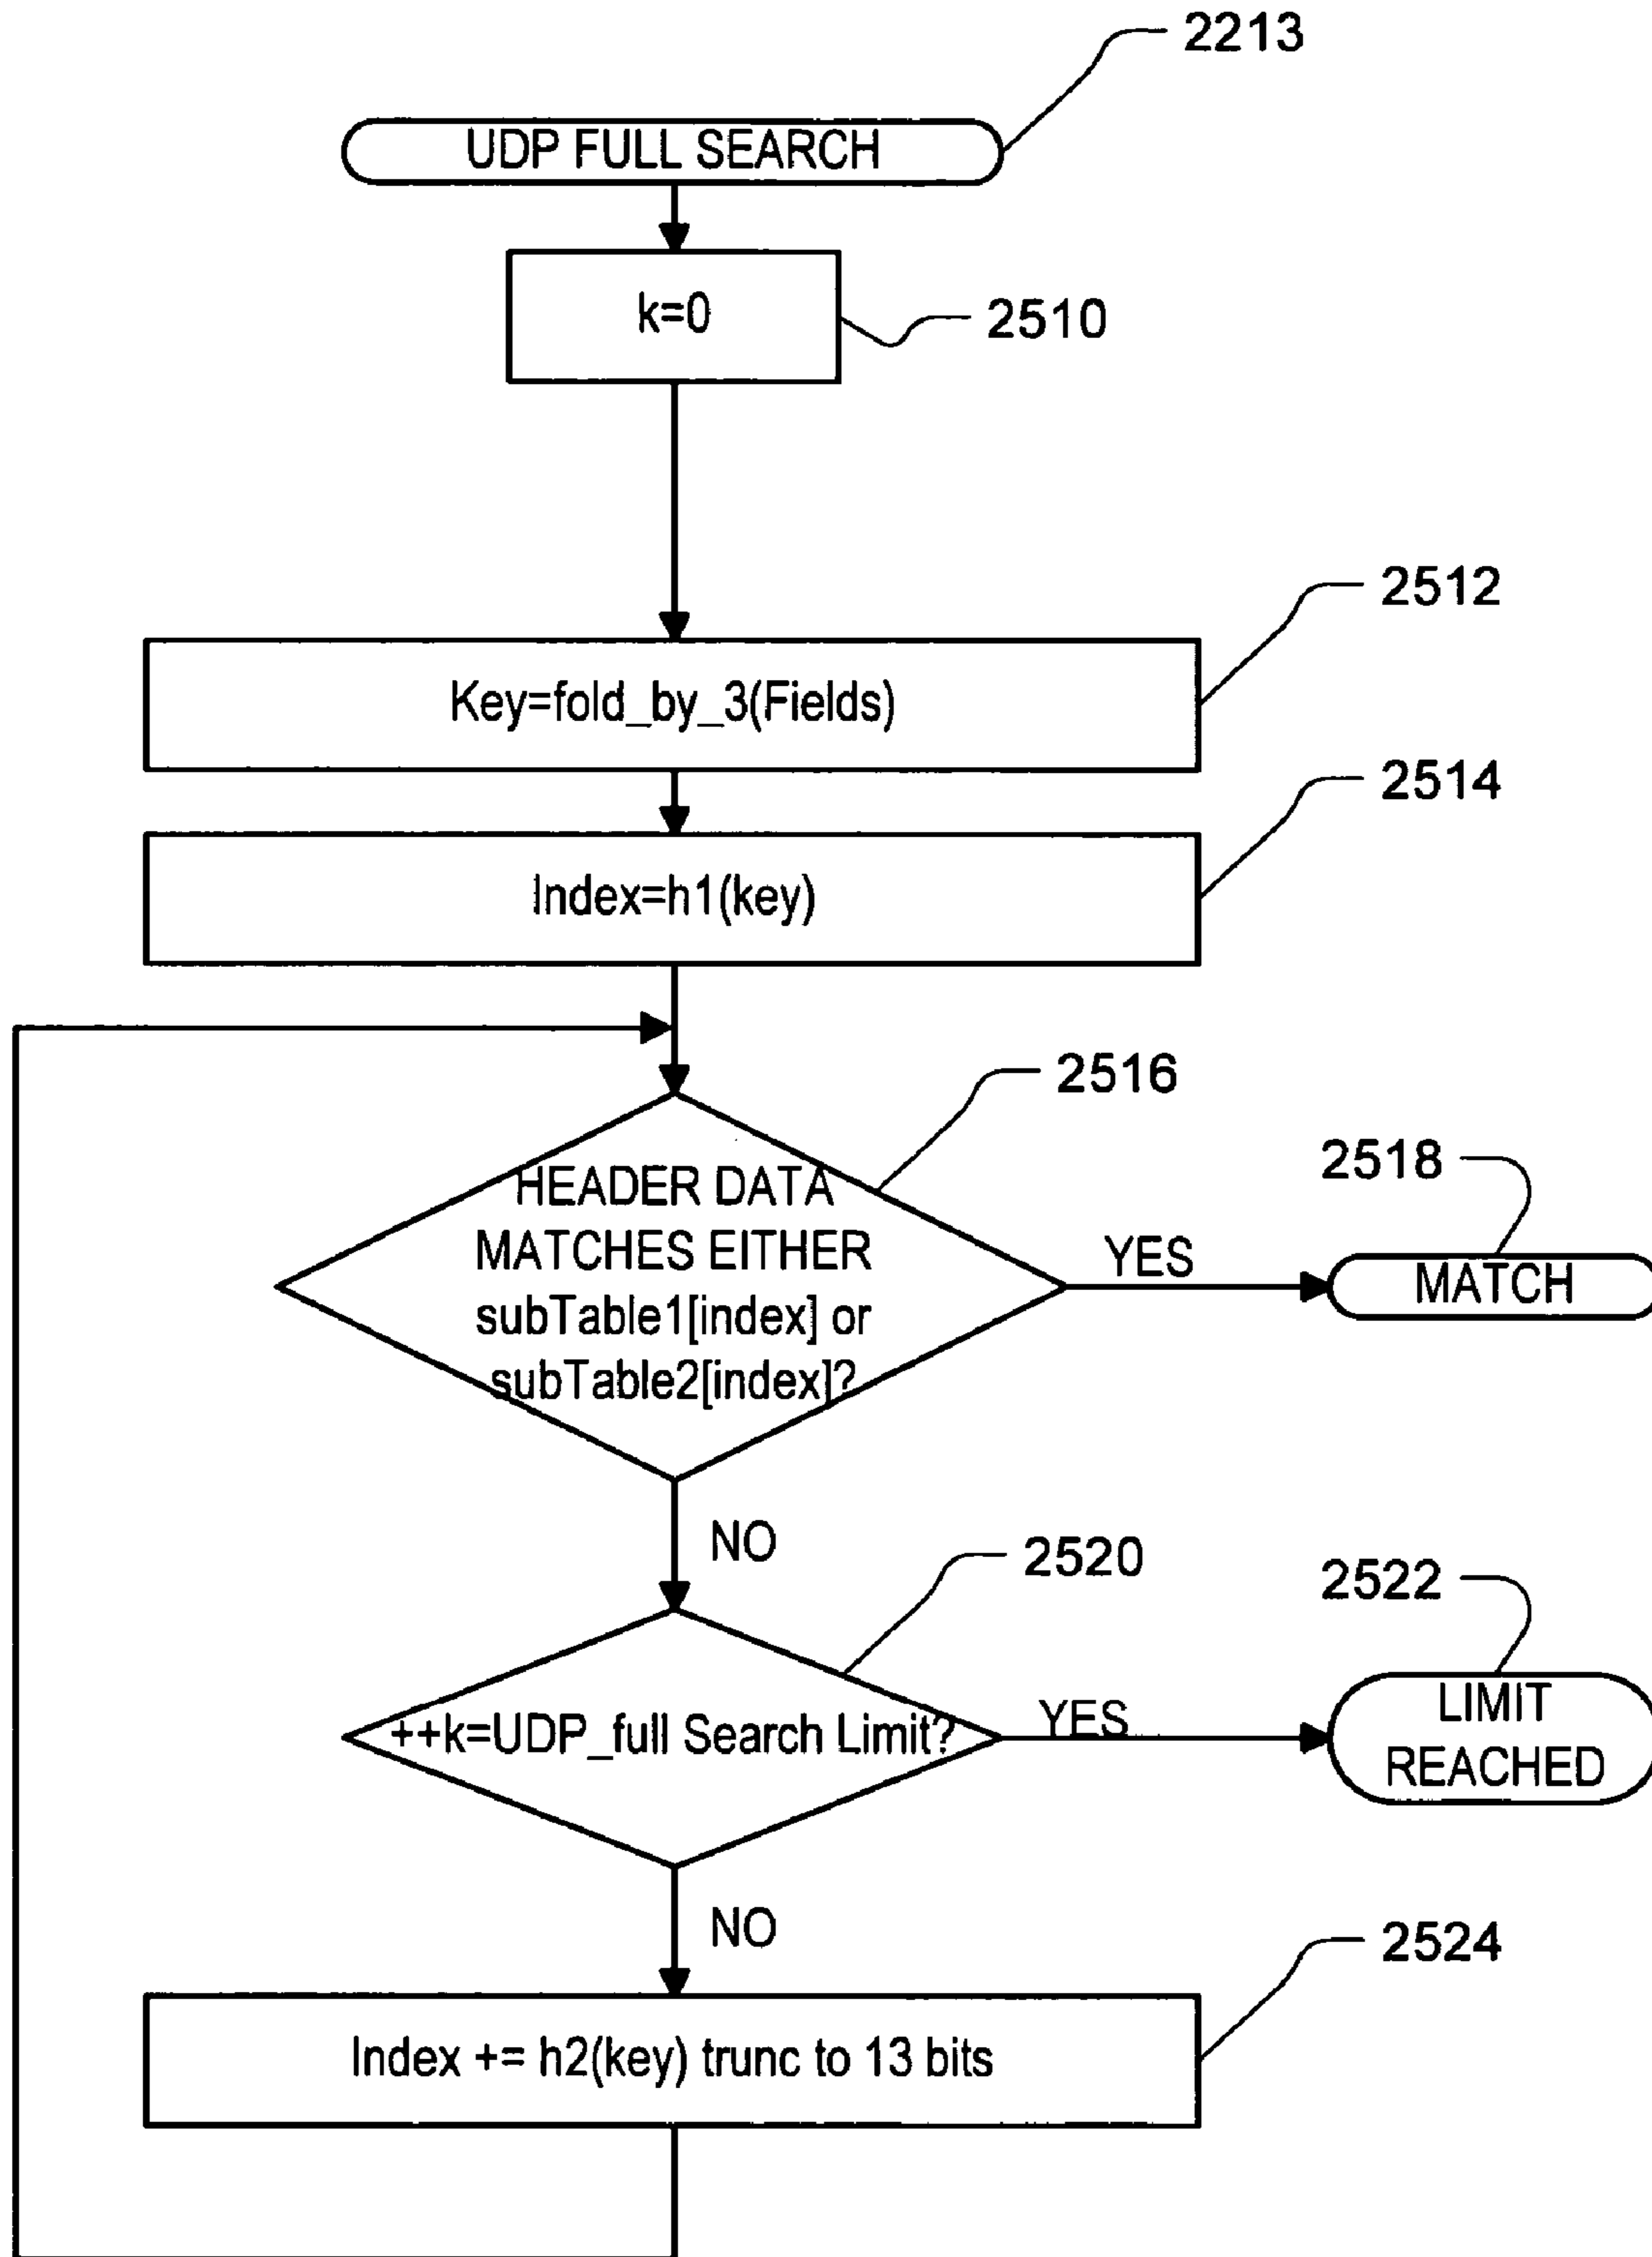 2213
UDP FULL SEARCH
k=0
2510
2512
Key=fold_by_3(Fields)
2514
Index=h1(key)
2516
HEADER DATA
MATCHES EITHER
subTable1[index] or
subTable2[index]?
YES
2518
MATCH
NO
2520
++k=UDP_full Search Limit?
YES
2522
LIMIT
REACHED
NO
2524
Index += h2(key) trunc to 13 bits